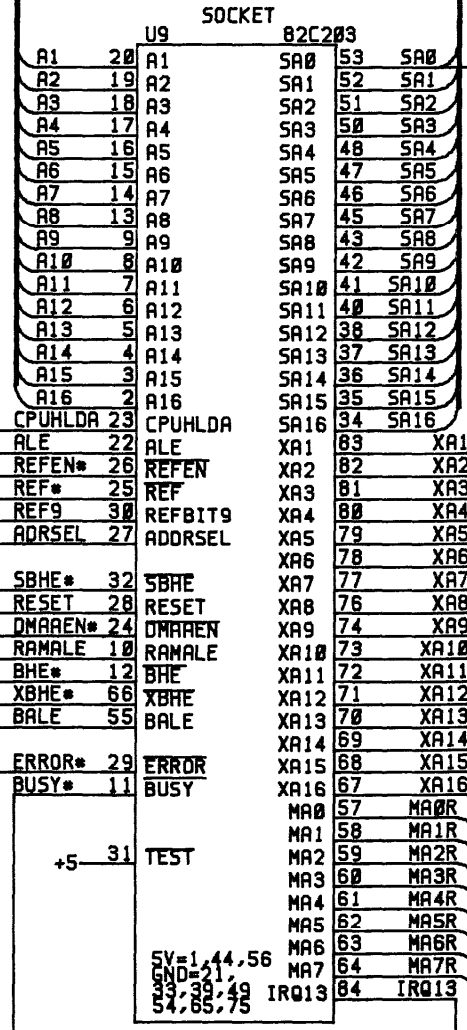 SOCKET
U9 82C203
A1 20 A1 SA0 53 SA0
A2 19 A2 SA1 52 SA1
A3 18 A3 SA2 51 SA2
A4 17 A4 SA3 50 SA3
A5 16 A5 SA4 48 SA4
A6 15 A6 SA5 47 SA5
A7 14 A7 SA6 46 SA6
A8 13 A8 SA7 45 SA7
A9 9 A9 SA8 43 SA8
A10 8 A10 SA9 42 SA9
A11 7 A11 SA10 41 SA10
A12 6 A12 SA11 40 SA11
A13 5 A13 SA12 38 SA12
A14 4 A14 SA13 37 SA13
A15 3 A15 SA14 36 SA14
A16 2 A16 SA15 35 SA15
CPUHLDA 23 CPUHLDA SA16 34 SA16
ALE 22 ALE XA1 83 XA1
REFEN* 26 REFEN XA2 82 XA2
REF* 25 REF XA3 81 XA3
REF9 30 REFBIT9 XA4 80 XA4
ADRSEL 27 ADDRSEL XA5 79 XA5
XA6 78 XA6
SBHE* 32 SBHE XA7 77 XA7
RESET 28 RESET XA8 76 XA8
DMAAEN* 24 DMAAEN XA9 74 XA9
RAMALE 10 RAMALE XA10 73 XA10
BHE* 12 BHE XA11 72 XA11
XBHE* 66 XBHE XA12 71 XA12
BALE 55 BALE XA13 70 XA13
XA14 69 XA14
ERROR* 29 ERROR XA15 68 XA15
BUSY* 11 BUSY XA16 67 XA16
MA0 57 MA0R
MA1 58 MA1R
+5 31 TEST MA2 59 MA2R
MA3 60 MA3R
MA4 61 MA4R
MA5 62 MA5R
MA6 63 MA6R
MA7 64 MA7R
IRQ13 84 IRQ13
5V=1,44,56
GND=21,
33,39,49
54,65,75